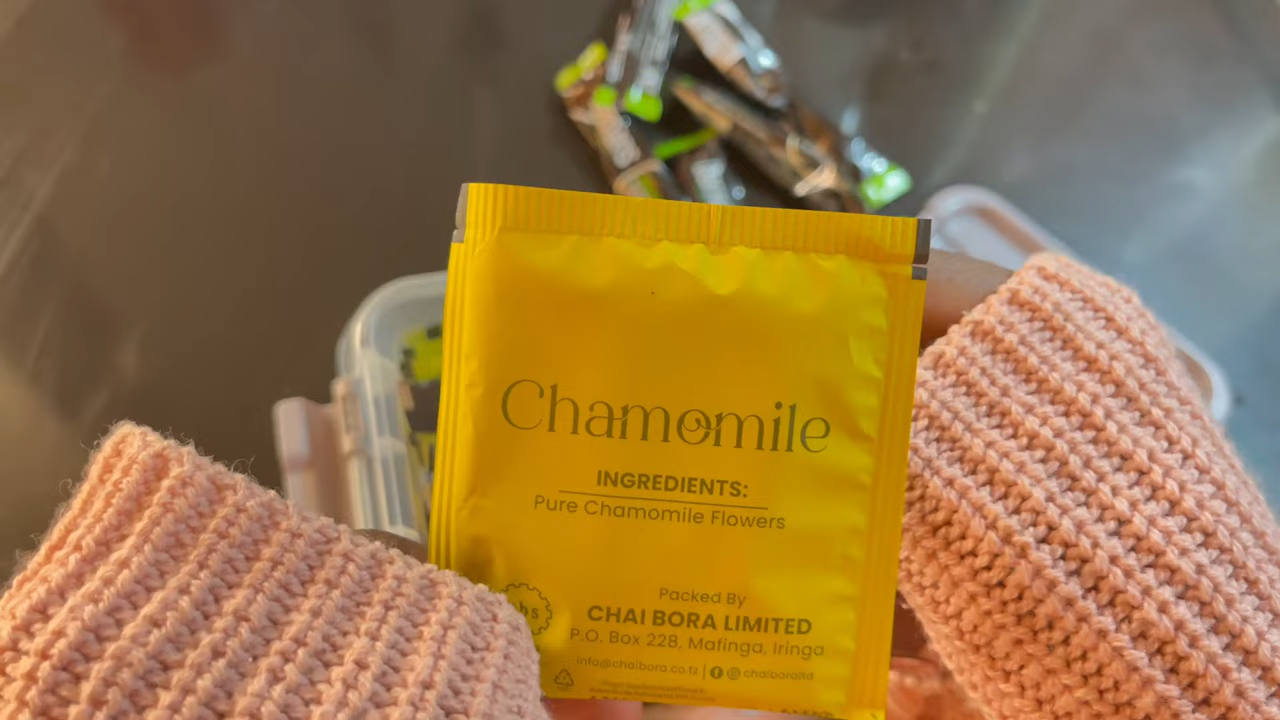 Chamomile
INGREDIENTS:
Pure Chamomile Flowers
Packed By
CHAI BORA LIMITED
P.O. Box 228, Mafinga, Iringa
info@chaibora.co.tz | chaiboraltd